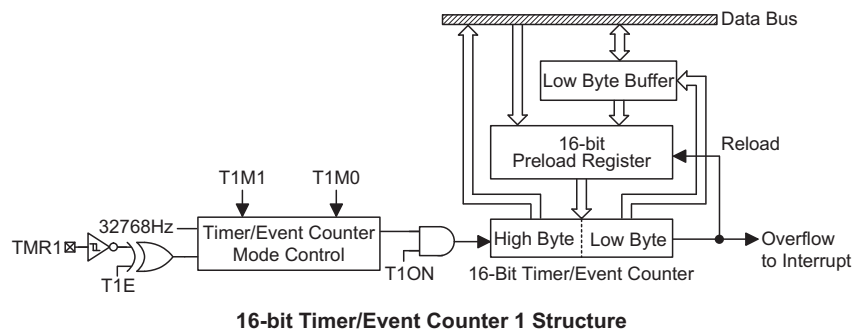 Data Bus
Low Byte Buffer
16-bit
Preload Register
Reload
T1M1
T1M0
32768Hz
TMR1
Timer/Event Counter
Mode Control
T1E
T1ON
High Byte
Low Byte
Overflow
to Interrupt
16-Bit Timer/Event Counter
16-bit Timer/Event Counter 1 Structure